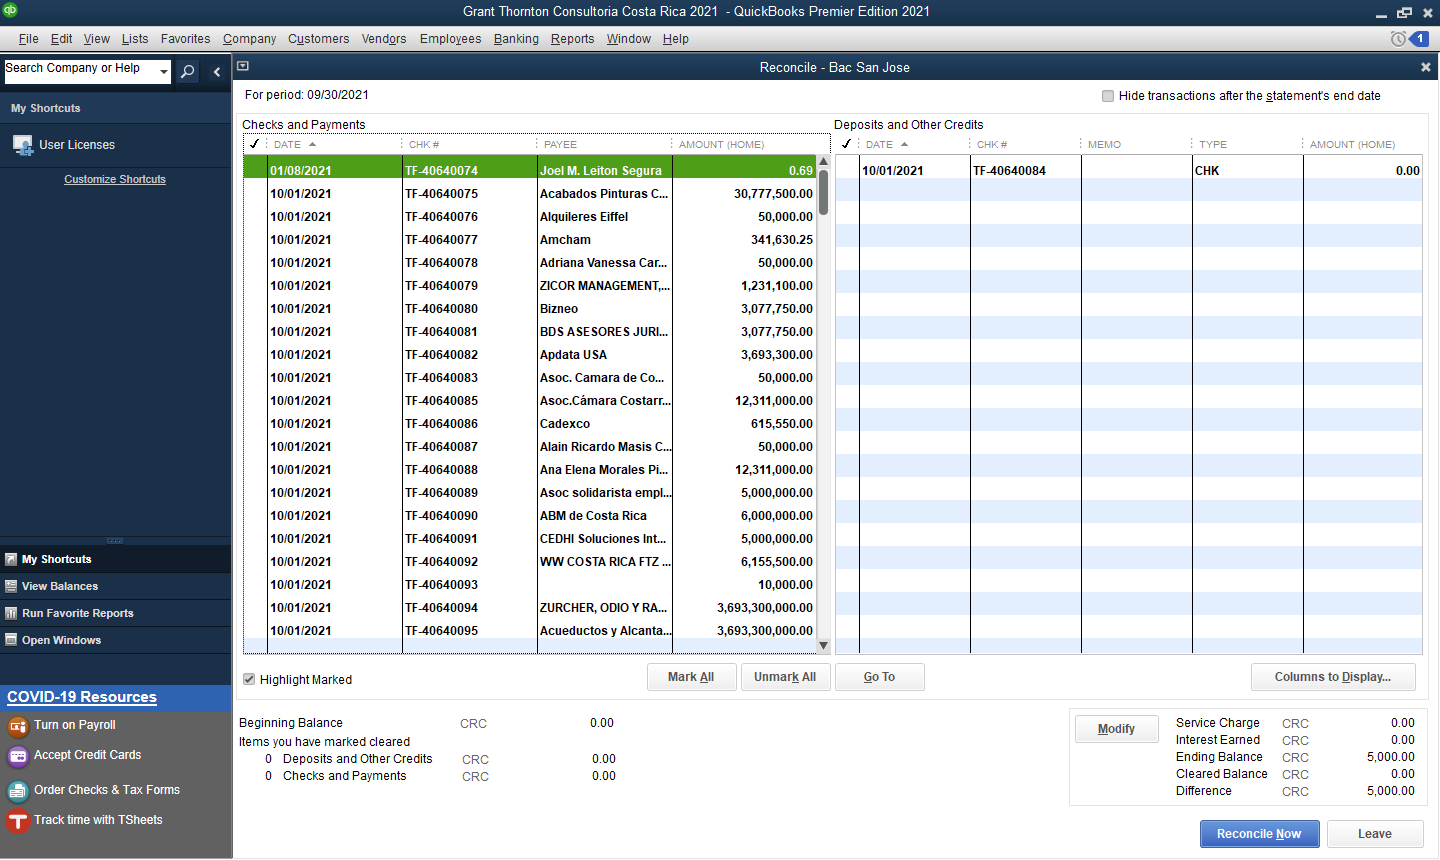 Grant Thornton Consultoria Costa Rica 2021 - QuickBooks Premier Edition 2021
File Edit View Lists Favorites Company Customers Vendors Employees Banking Reports Window Help
1
Search Company or Help
My Shortcuts
User Licenses
Customize Shortcuts
My Shortcuts
View Balances
Run Favorite Reports
Open Windows
COVID-19 Resources
Turn on Payroll
Accept Credit Cards
Order Checks & Tax Forms
Track time with TSheets
Reconcile - Bac San Jose
For period: 09/30/2021
Hide transactions after the statement's end date
Checks and Payments
✓ DATE CHK # PAYEE AMOUNT (HOME)
01/08/2021 TF-40640074 Joel M. Leiton Segura 0.69
10/01/2021 TF-40640075 Acabados Pinturas C... 30,777,500.00
10/01/2021 TF-40640076 Alquileres Eiffel 50,000.00
10/01/2021 TF-40640077 Amcham 341,630.25
10/01/2021 TF-40640078 Adriana Vanessa Car... 50,000.00
10/01/2021 TF-40640079 ZICOR MANAGEMENT,... 1,231,100.00
10/01/2021 TF-40640080 Bizneo 3,077,750.00
10/01/2021 TF-40640081 BDS ASESORES JURI... 3,077,750.00
10/01/2021 TF-40640082 Apdata USA 3,693,300.00
10/01/2021 TF-40640083 Asoc. Camara de Co... 50,000.00
10/01/2021 TF-40640085 Asoc.Cámara Costarr... 12,311,000.00
10/01/2021 TF-40640086 Cadexco 615,550.00
10/01/2021 TF-40640087 Alain Ricardo Masis C... 50,000.00
10/01/2021 TF-40640088 Ana Elena Morales Pi... 12,311,000.00
10/01/2021 TF-40640089 Asoc solidarista empl... 5,000,000.00
10/01/2021 TF-40640090 ABM de Costa Rica 6,000,000.00
10/01/2021 TF-40640091 CEDHI Soluciones Int... 5,000,000.00
10/01/2021 TF-40640092 WW COSTA RICA FTZ ... 6,155,500.00
10/01/2021 TF-40640093 10,000.00
10/01/2021 TF-40640094 ZURCHER, ODIO Y RA... 3,693,300,000.00
10/01/2021 TF-40640095 Acueductos y Alcanta... 3,693,300,000.00
Deposits and Other Credits
✓ DATE CHK # MEMO TYPE AMOUNT (HOME)
10/01/2021 TF-40640084 CHK 0.00
Highlight Marked
Mark All
Unmark All
Go To
Columns to Display...
Beginning Balance CRC 0.00
Items you have marked cleared
0 Deposits and Other Credits CRC 0.00
0 Checks and Payments CRC 0.00
Modify
Service Charge CRC 0.00
Interest Earned CRC 0.00
Ending Balance CRC 5,000.00
Cleared Balance CRC 0.00
Difference CRC 5,000.00
Reconcile Now
Leave